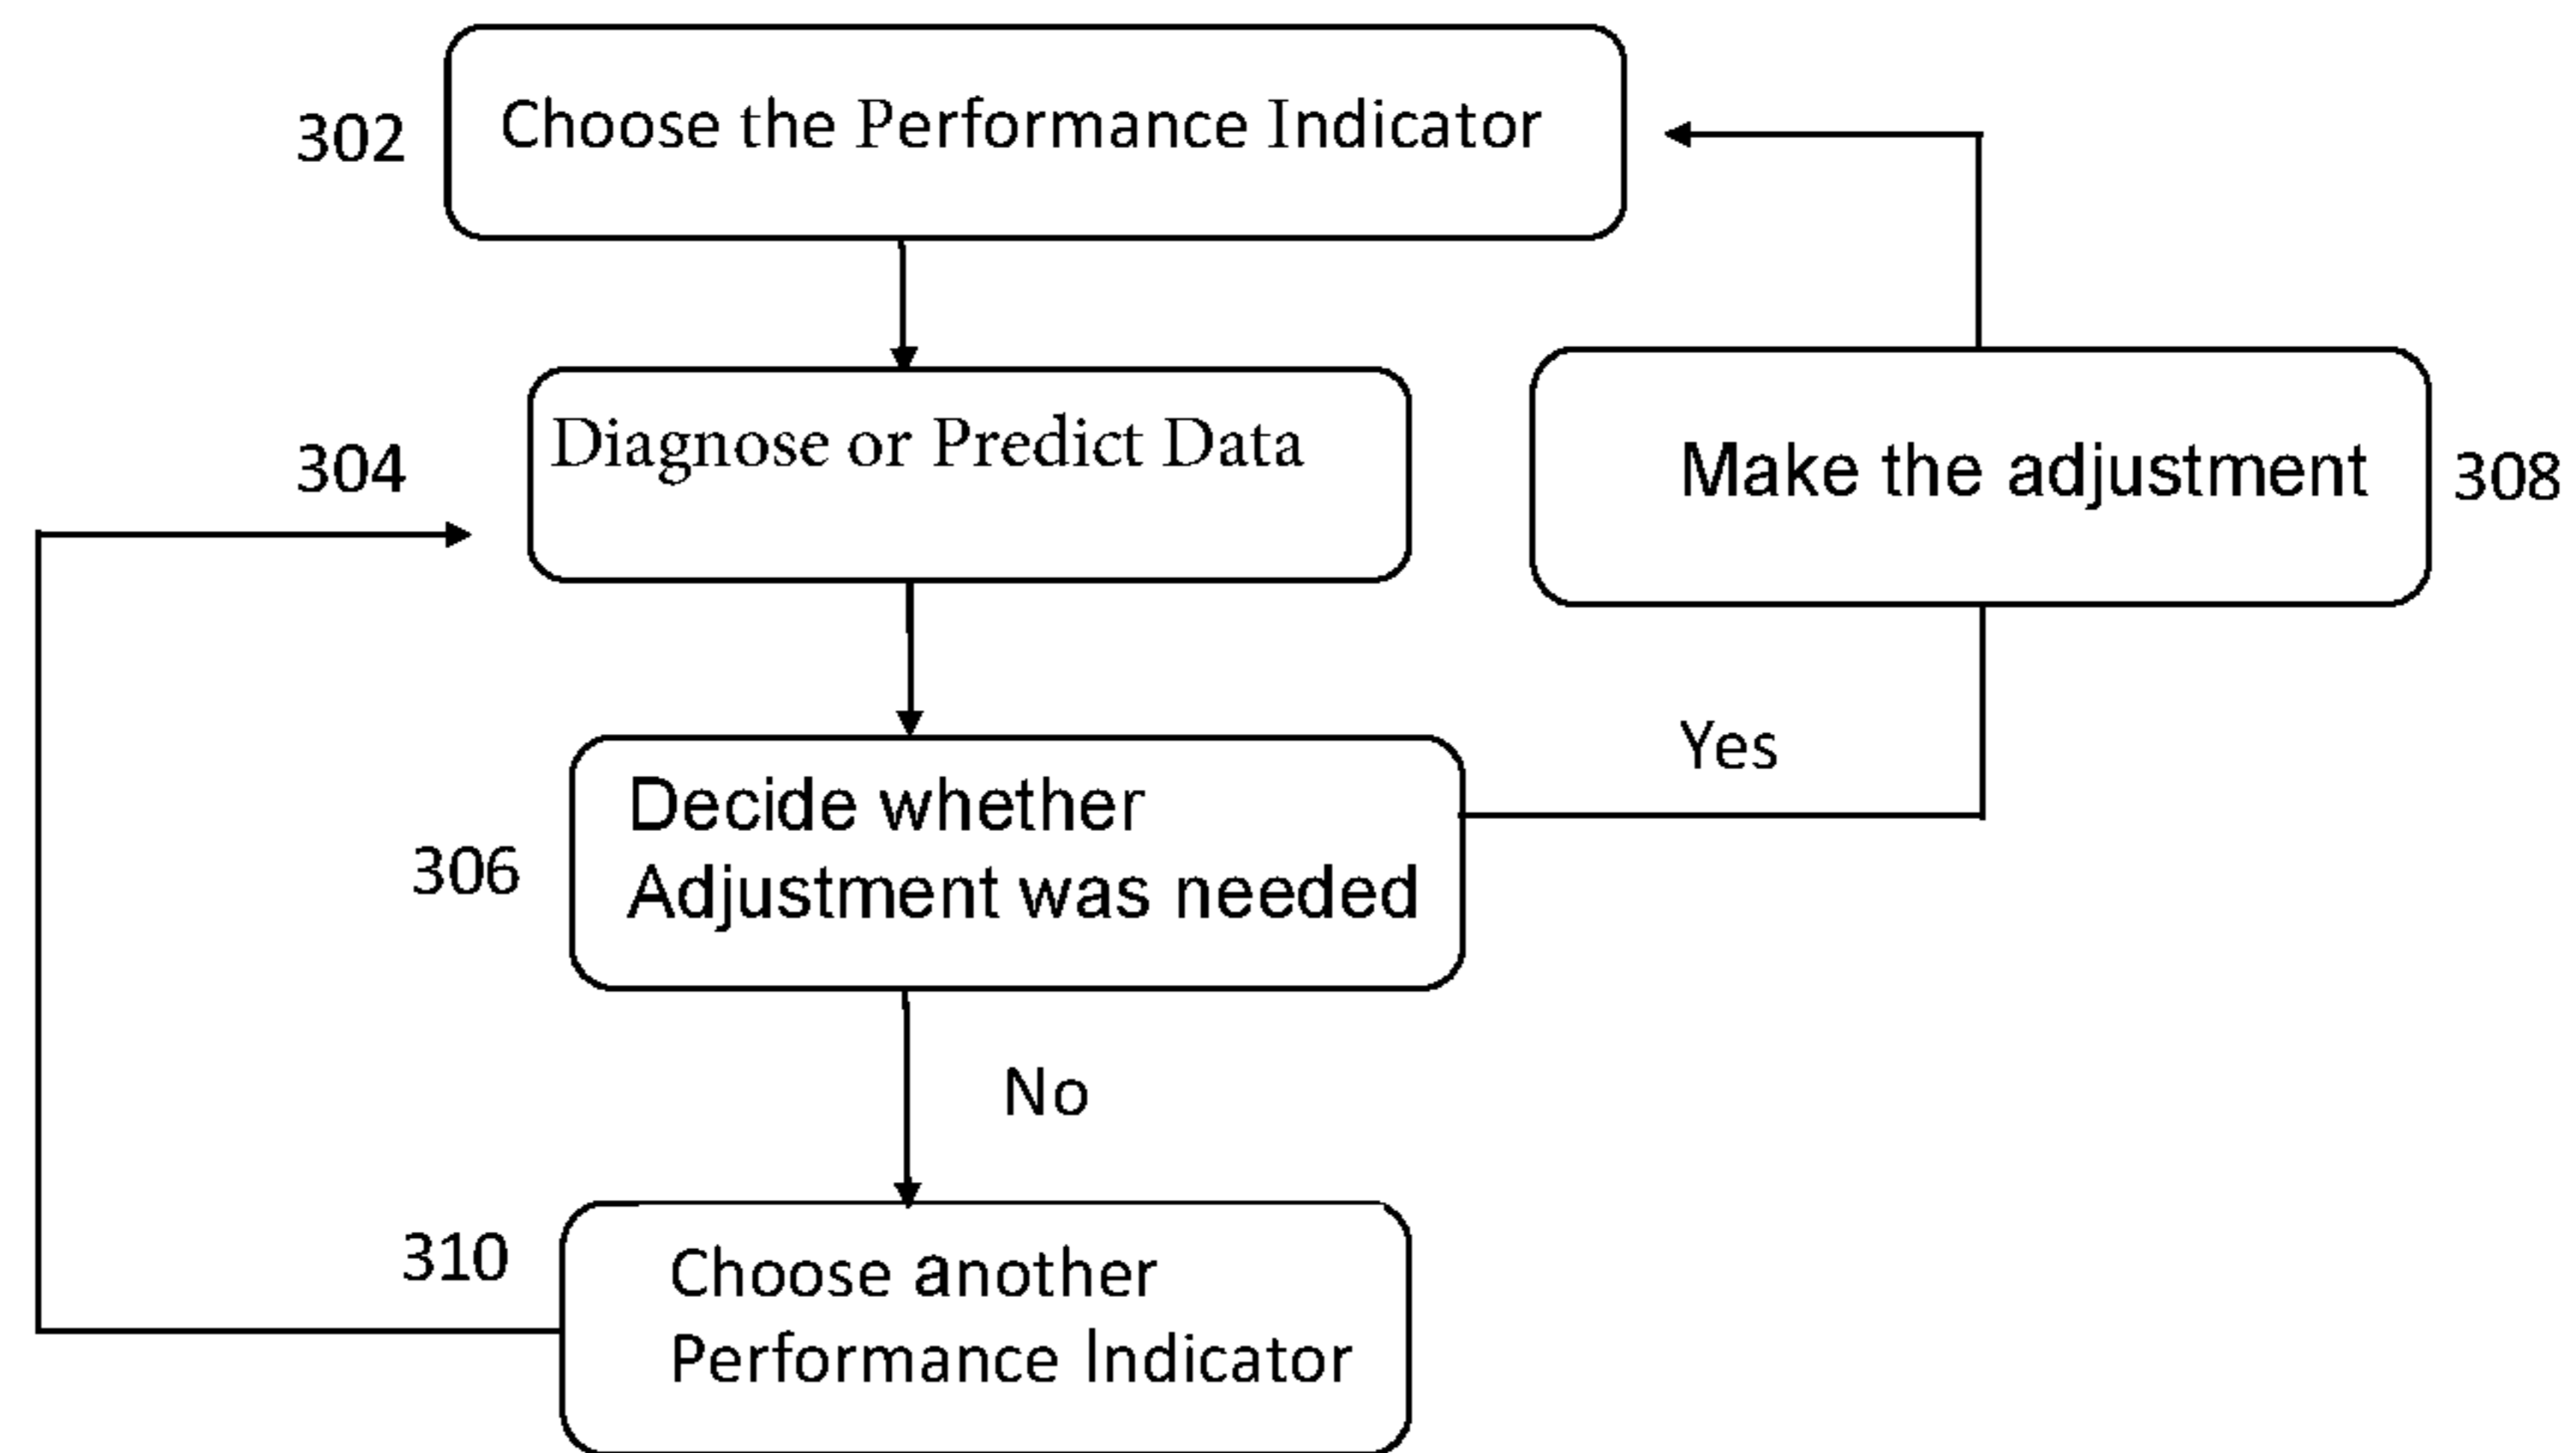 302
Choose the Performance Indicator
304
Diagnose or Predict Data
Make the adjustment
308
306
Decide whether
Adjustment was needed
Yes
No
310
Choose another
Performance Indicator